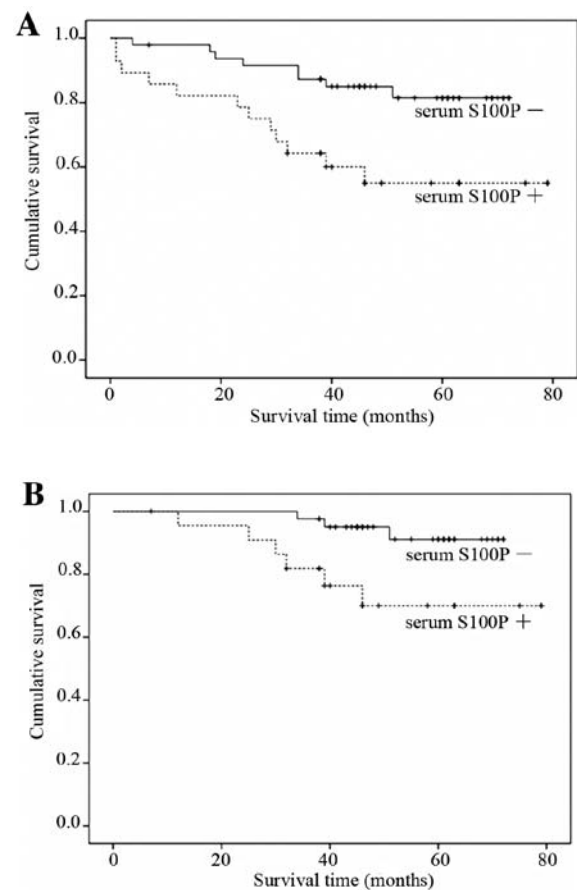 A
Cumulative survival
1.0
0.8
0.6
0.4
0.2
0.0
serum S100P —
serum S100P +
0 20 40 60 80
Survival time (months)
B
Cumulative survival
1.0
0.8
0.6
0.4
0.2
0.0
serum S100P —
serum S100P +
0 20 40 60 80
Survival time (months)